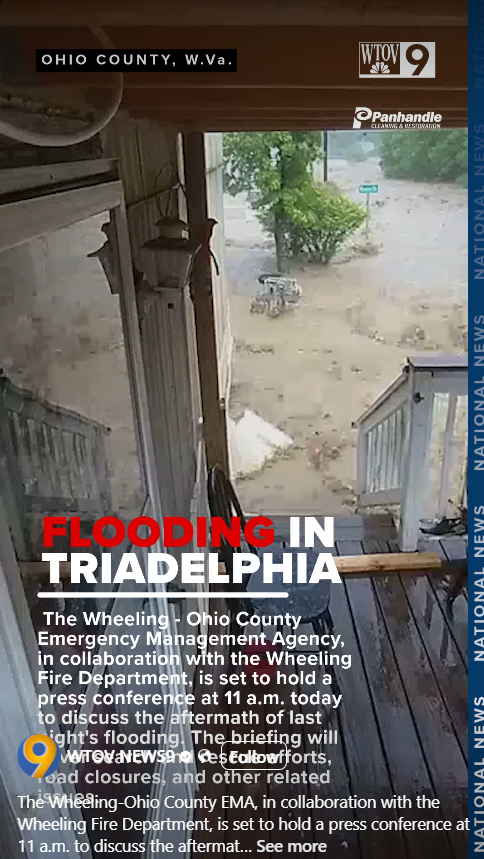 OHIO COUNTY, W.Va.
WTOV 9
Panhandle
CLEANING & RESTORATION
FLOODING IN
TRIADELPHIA
The Wheeling - Ohio County
Emergency Management Agency,
in collaboration with the Wheeling
Fire Department, is set to hold a
press conference at 11 a.m. today
to discuss the aftermath of last
night's flooding. The briefing will
efforts,
road closures, and other related
issues.
9 WTOV NEWS9 Follow
The Wheeling-Ohio County EMA, in collaboration with the
Wheeling Fire Department, is set to hold a press conference at
11 a.m. to discuss the aftermat... See more
NATIONAL NEWS
NATIONAL NEWS
NATIONAL NEWS
NATIONAL NEWS
NATIONAL NEWS